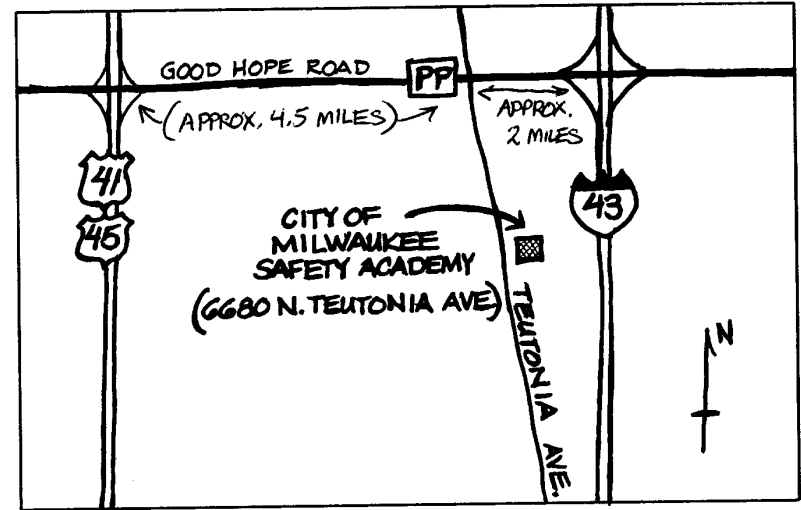 GOOD HOPE ROAD
PP
(APPROX. 4.5 MILES)
APPROX.
2 MILES
41
45
43
CITY OF
MILWAUKEE
SAFETY ACADEMY
(6680 N. TEUTONIA AVE)
TEUTONIA AVE.
N